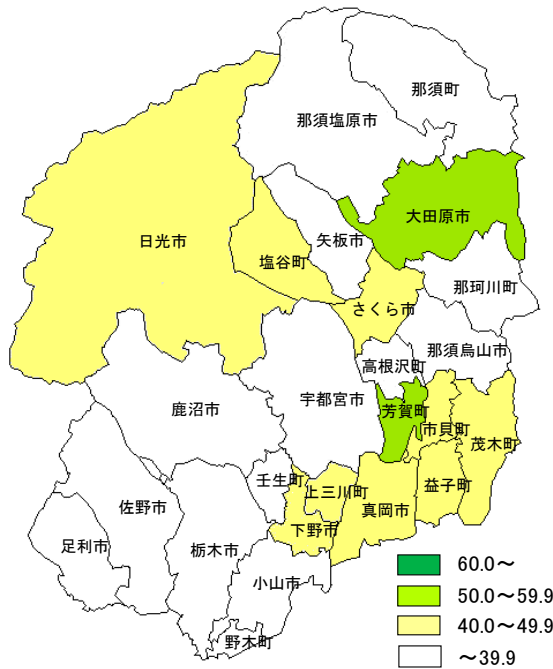 那須町
那須塩原市
大田原市
日光市
矢板市
塩谷町
那珂川町
さくら市
那須烏山市
高根沢町
宇都宮市
鹿沼市
芳賀町
市貝町
茂木町
壬生町
上三川町
益子町
真岡市
佐野市
下野市
足利市
栃木市
小山市
野木町
60.0～
50.0～59.9
40.0～49.9
～39.9